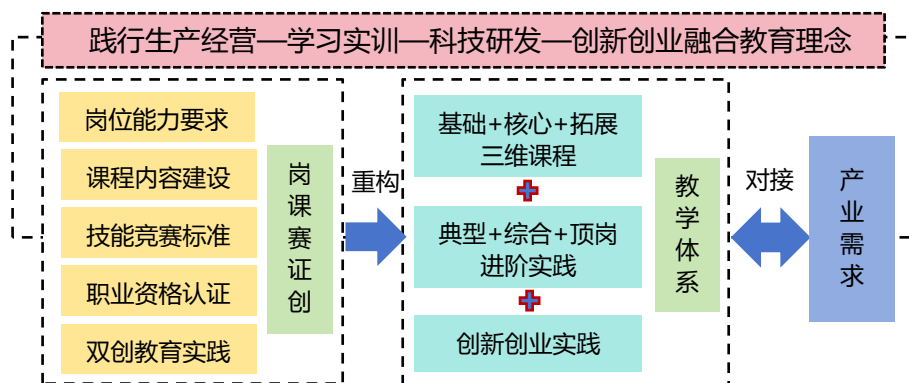 践行生产经营—学习实训—科技研发—创新创业融合教育理念
岗位能力要求
课程内容建设
技能竞赛标准
职业资格认证
双创教育实践
岗课赛证创
重构
基础+核心+拓展
三维课程
典型+综合+顶岗
进阶实践
创新创业实践
教学体系
对接
产业需求